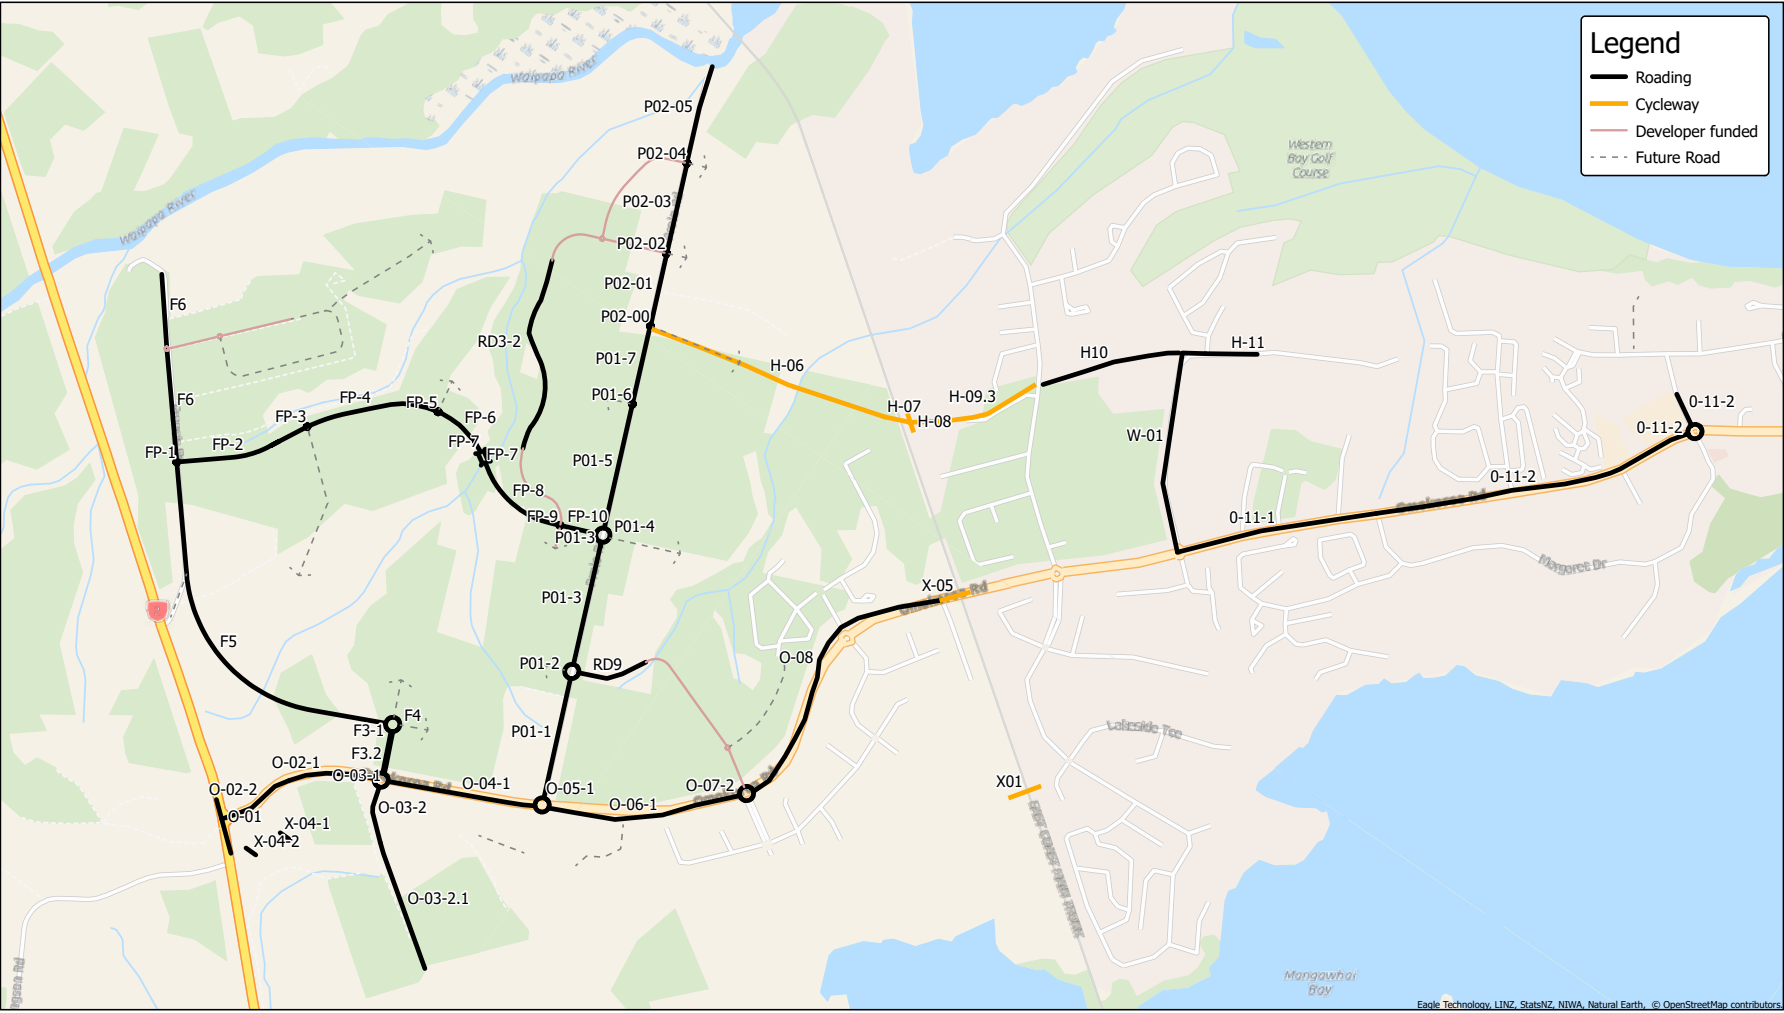 Legend
Roading
Cycleway
Developer funded
Future Road
Waipapa River
Western
Bay Golf
Course
P02-05
P02-04
P02-03
P02-02
P02-01
P02-00
Waipapa River
F6
RD3-2
P01-7
H-06
H10
H-11
P01-6
H-09.3
H-07
H-08
F6
FP-4
FP-5
FP-3
FP-6
FP-2
FP-1
FP-7
FP-7
P01-5
W-01
0-11-2
0-11-2
0-11-2
Omokoroa Rd
0-11-1
FP-8
FP-9
FP-10
P01-4
P01-3
Margaret Dr
P01-3
X-05
Omokoroa Rd
F5
P01-2
RD9
O-08
F4
F3-1
P01-1
F3.2
Lakeside Tce
O-02-1
O-03-1
O-04-1
O-05-1
O-07-2
O-06-1
X01
O-02-2
O-01
O-03-2
X-04-1
X-04-2
O-03-2.1
Mangawhai
Bay
Eagle Technology, LINZ, StatsNZ, NIWA, Natural Earth, © OpenStreetMap contributors.